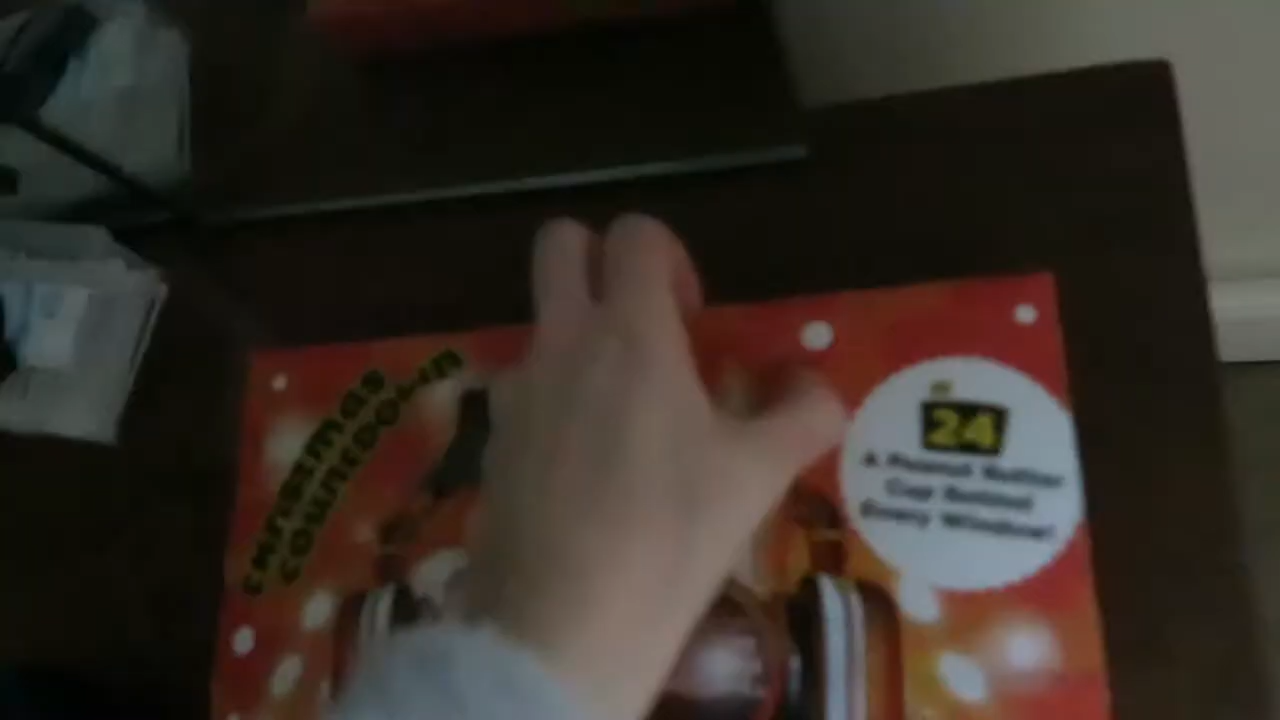 CHRISTMAS
COUNTDOWN
24
A Peanut Butter
Cup Behind
Every Window!